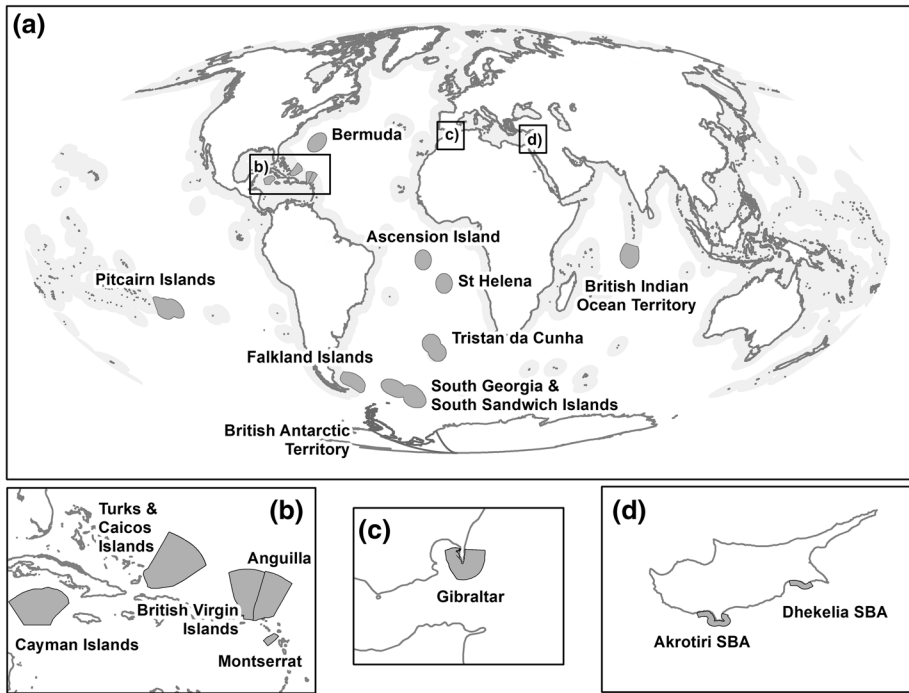 (a)
Bermuda
b)
c)
d)
Ascension Island
St Helena
Pitcairn Islands
British Indian
Ocean Territory
Tristan da Cunha
Falkland Islands
South Georgia &
South Sandwich Islands
British Antarctic
Territory
(b)
Turks &
Caicos
Islands
Anguilla
British Virgin
Islands
Cayman Islands
Montserrat
(c)
Gibraltar
(d)
Dhekelia SBA
Akrotiri SBA